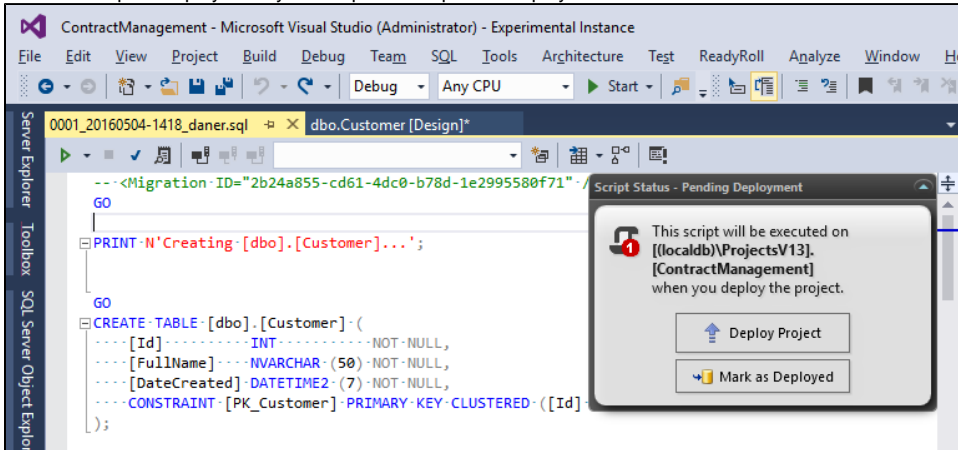 ContractManagement - Microsoft Visual Studio (Administrator) - Experimental Instance
File Edit View Project Build Debug Team SQL Tools Architecture Test ReadyRoll Analyze Window
Debug Any CPU Start
Server Explorer
Toolbox
SQL Server Object Explor
0001_20160504-1418_daner.sql dbo.Customer [Design]*
-- <Migration ID="2b24a855-cd61-4dc0-b78d-1e2995580f71" /
GO
PRINT N'Creating [dbo].[Customer]...';
GO
CREATE TABLE [dbo].[Customer] (
[Id] INT NOT NULL,
[FullName] NVARCHAR (50) NOT NULL,
[DateCreated] DATETIME2 (7) NOT NULL,
CONSTRAINT [PK_Customer] PRIMARY KEY CLUSTERED ([Id]
);
Script Status - Pending Deployment
1
This script will be executed on
[(localdb)\ProjectsV13].
[ContractManagement]
when you deploy the project.
Deploy Project
Mark as Deployed